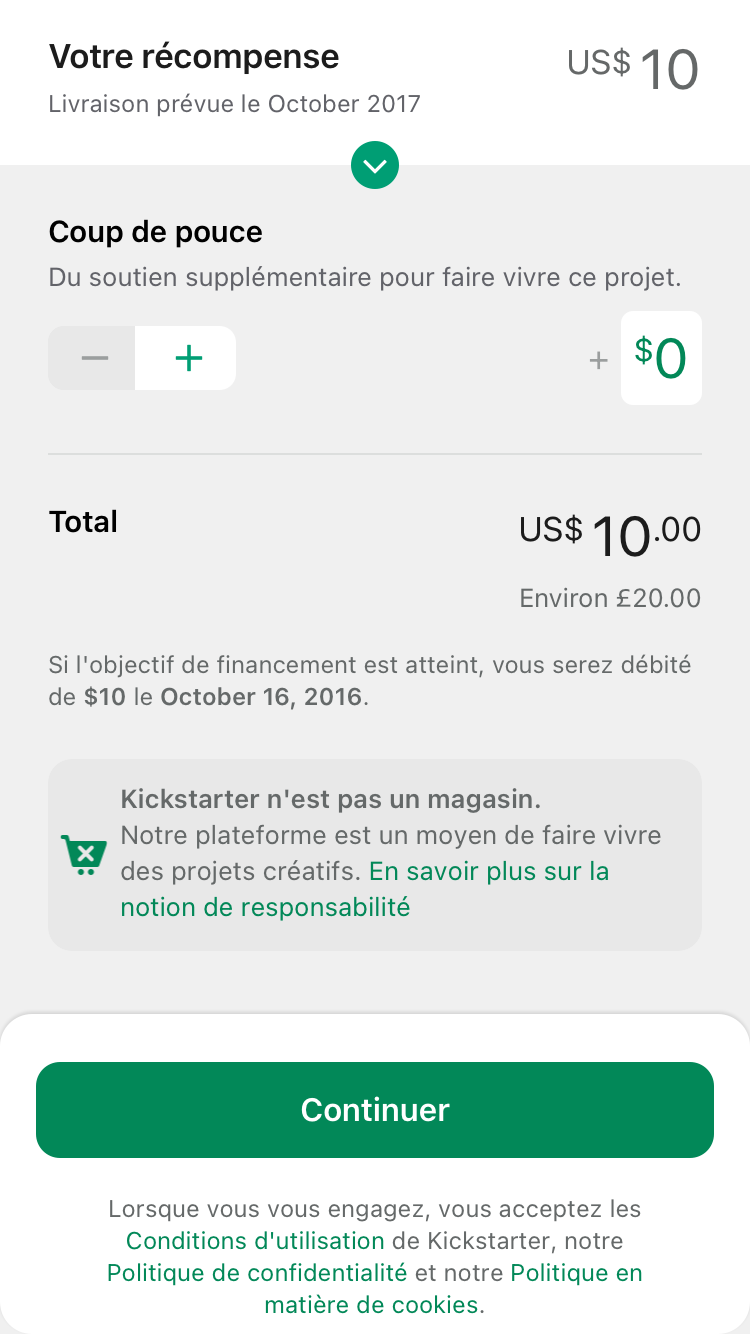 Votre récompense
US$ 10
Livraison prévue le October 2017
Coup de pouce
Du soutien supplémentaire pour faire vivre ce projet.
− +
+ $0
Total
US$ 10.00
Environ £20.00
Si l'objectif de financement est atteint, vous serez débité
de $10 le October 16, 2016.
Kickstarter n'est pas un magasin.
Notre plateforme est un moyen de faire vivre
des projets créatifs. En savoir plus sur la
notion de responsabilité
Continuer
Lorsque vous vous engagez, vous acceptez les
Conditions d'utilisation de Kickstarter, notre
Politique de confidentialité et notre Politique en
matière de cookies.